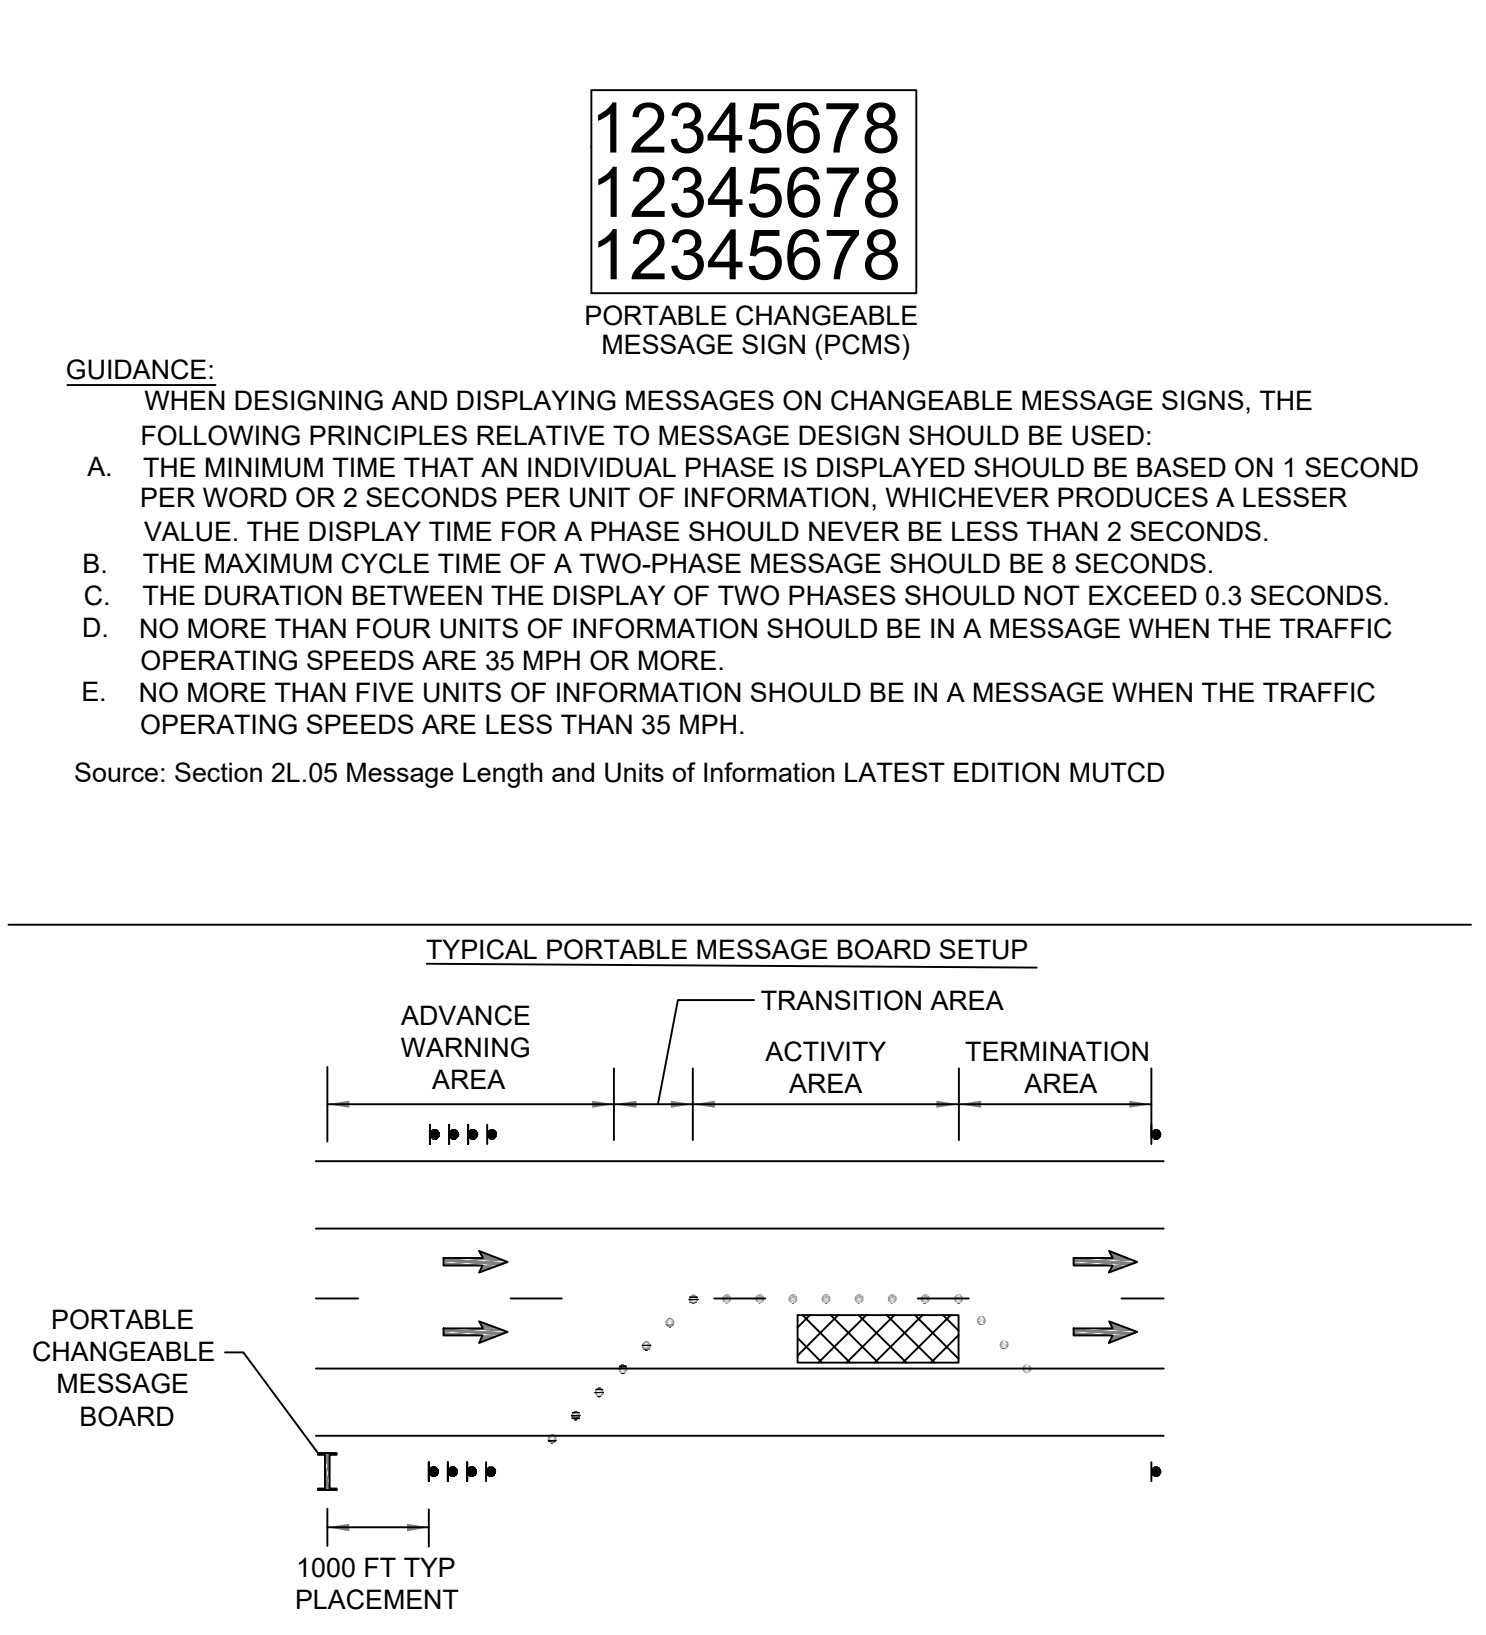 12345678
12345678
12345678
PORTABLE CHANGEABLE
MESSAGE SIGN (PCMS)
GUIDANCE:
WHEN DESIGNING AND DISPLAYING MESSAGES ON CHANGEABLE MESSAGE SIGNS, THE
FOLLOWING PRINCIPLES RELATIVE TO MESSAGE DESIGN SHOULD BE USED:
A. THE MINIMUM TIME THAT AN INDIVIDUAL PHASE IS DISPLAYED SHOULD BE BASED ON 1 SECOND
PER WORD OR 2 SECONDS PER UNIT OF INFORMATION, WHICHEVER PRODUCES A LESSER
VALUE. THE DISPLAY TIME FOR A PHASE SHOULD NEVER BE LESS THAN 2 SECONDS.
B. THE MAXIMUM CYCLE TIME OF A TWO-PHASE MESSAGE SHOULD BE 8 SECONDS.
C. THE DURATION BETWEEN THE DISPLAY OF TWO PHASES SHOULD NOT EXCEED 0.3 SECONDS.
D. NO MORE THAN FOUR UNITS OF INFORMATION SHOULD BE IN A MESSAGE WHEN THE TRAFFIC
OPERATING SPEEDS ARE 35 MPH OR MORE.
E. NO MORE THAN FIVE UNITS OF INFORMATION SHOULD BE IN A MESSAGE WHEN THE TRAFFIC
OPERATING SPEEDS ARE LESS THAN 35 MPH.
Source: Section 2L.05 Message Length and Units of Information LATEST EDITION MUTCD
TYPICAL PORTABLE MESSAGE BOARD SETUP
ADVANCE
WARNING
AREA
TRANSITION AREA
ACTIVITY
AREA
TERMINATION
AREA
PORTABLE
CHANGEABLE
MESSAGE
BOARD
1000 FT TYP
PLACEMENT